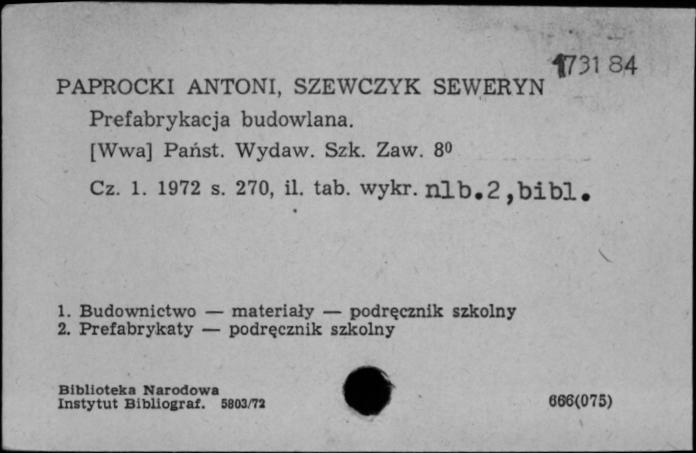 173184
PAPROCKI ANTONI, SZEWCZYK SEWERYN
Prefabrykacja budowlana.
[Wwa] Państ. Wydaw. Szk. Zaw. 8⁰
Cz. 1. 1972 s. 270, il. tab. wykr. nlb.2,bibl.
1. Budownictwo — materiały — podręcznik szkolny
2. Prefabrykaty — podręcznik szkolny
Biblioteka Narodowa
Instytut Bibliograf. 5803/72
666(075)